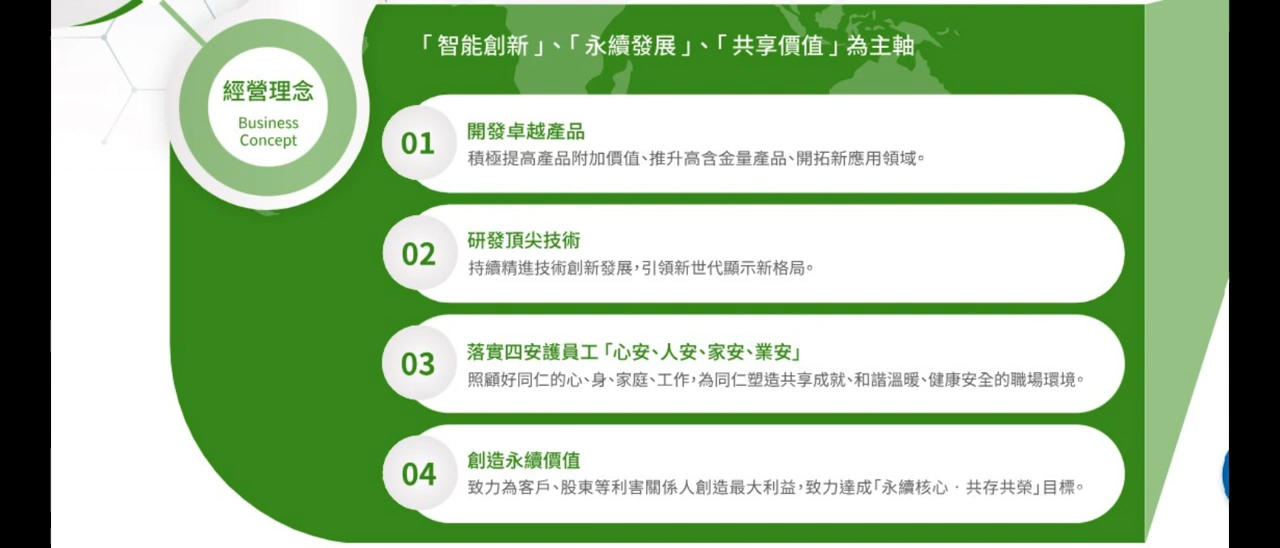 「智能創新」、「永續發展」、「共享價值」為主軸
經營理念
Business
Concept
01
開發卓越產品
積極提高產品附加價值、推升高含金量產品、開拓新應用領域。
02
研發頂尖技術
持續精進技術創新發展，引領新世代顯示新格局。
03
落實四安護員工「心安、人安、家安、業安」
照顧好同仁的心、身、家庭、工作，為同仁塑造共享成就、和諧溫暖、健康安全的職場環境。
04
創造永續價值
致力為客戶、股東等利害關係人創造最大利益，致力達成「永續核心‧共存共榮」目標。